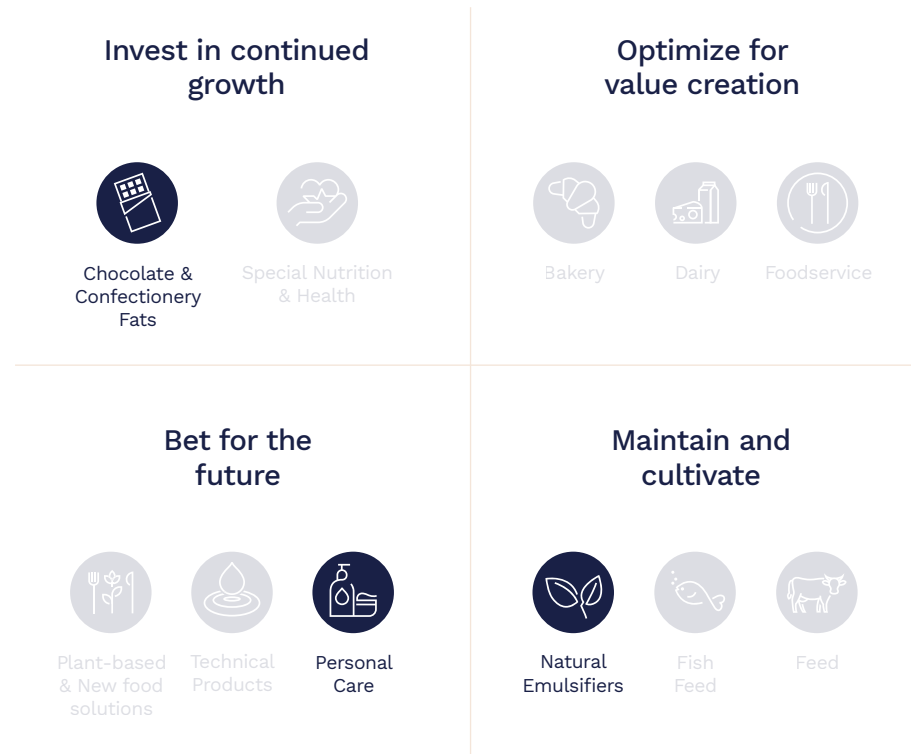 Invest in continued
growth
Chocolate &
Confectionery
Fats
Special Nutrition
& Health
Optimize for
value creation
Bakery
Dairy
Foodservice
Bet for the
future
Plant-based
& New food
solutions
Technical
Products
Personal
Care
Maintain and
cultivate
Natural
Emulsifiers
Fish
Feed
Feed